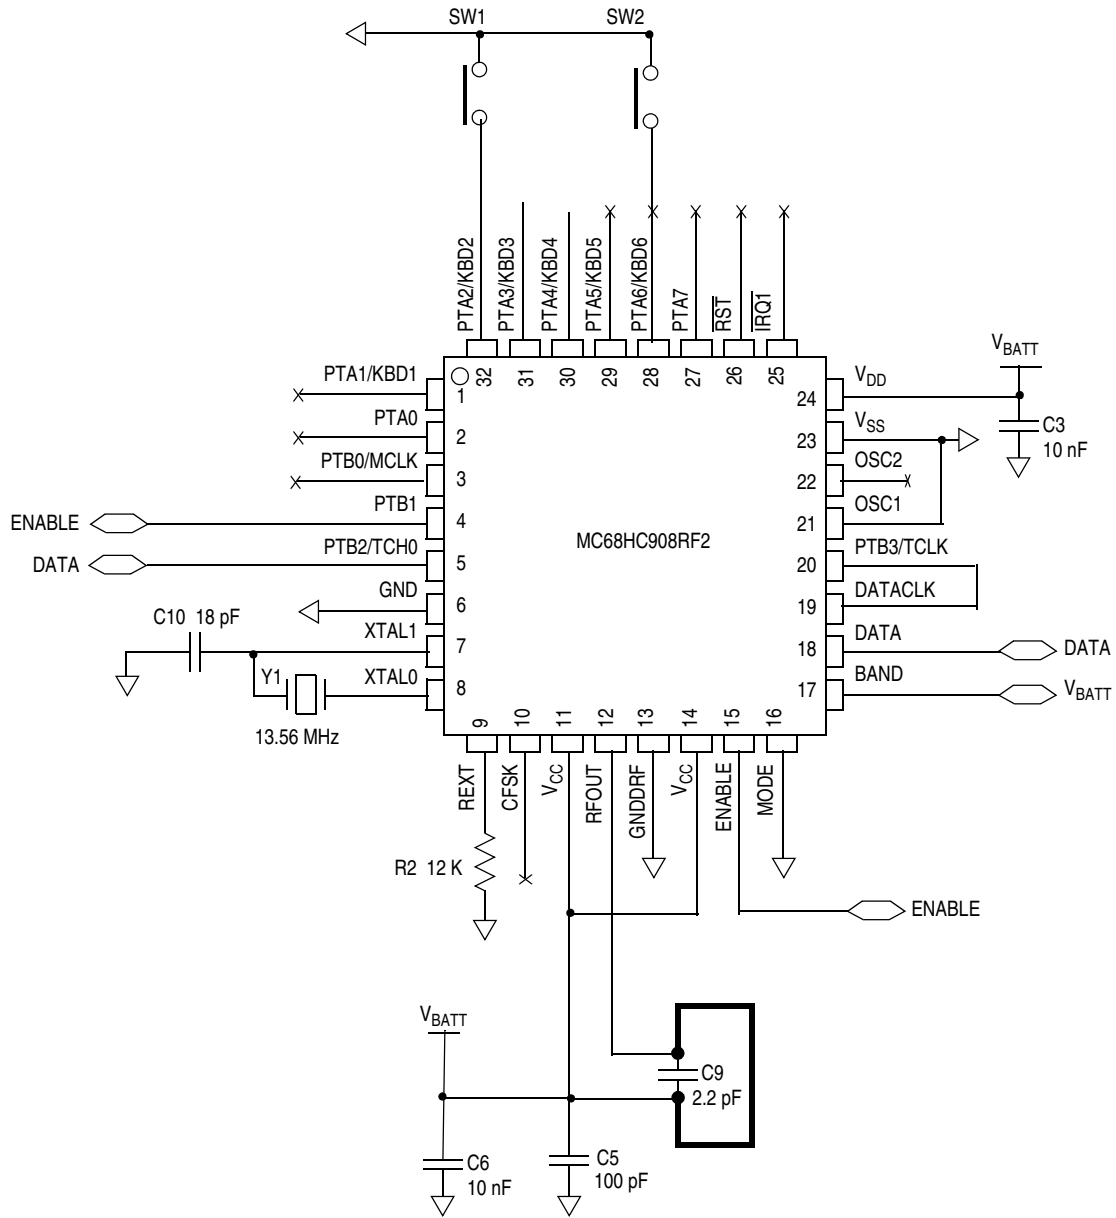 SW1 SW2
PTA2/KBD2
PTA3/KBD3
PTA4/KBD4
PTA5/KBD5
PTA6/KBD6
PTA7
RST
IRQ1
32 31 30 29 28 27 26 25
PTA1/KBD1 1
PTA0 2
PTB0/MCLK 3
ENABLE PTB1 4
DATA PTB2/TCH0 5
GND 6
C10 18 pF XTAL1 7
Y1 XTAL0 8
13.56 MHz
MC68HC908RF2
VBATT
24 VDD
C3
10 nF
23 VSS
22 OSC2
21 OSC1
20 PTB3/TCLK
19 DATACLK
18 DATA DATA
17 BAND VBATT
9 10 11 12 13 14 15 16
REXT
CFSK
VCC
RFOUT
GNDDRF
VCC
ENABLE
MODE
R2 12 K
ENABLE
VBATT
C9
2.2 pF
C6
10 nF
C5
100 pF